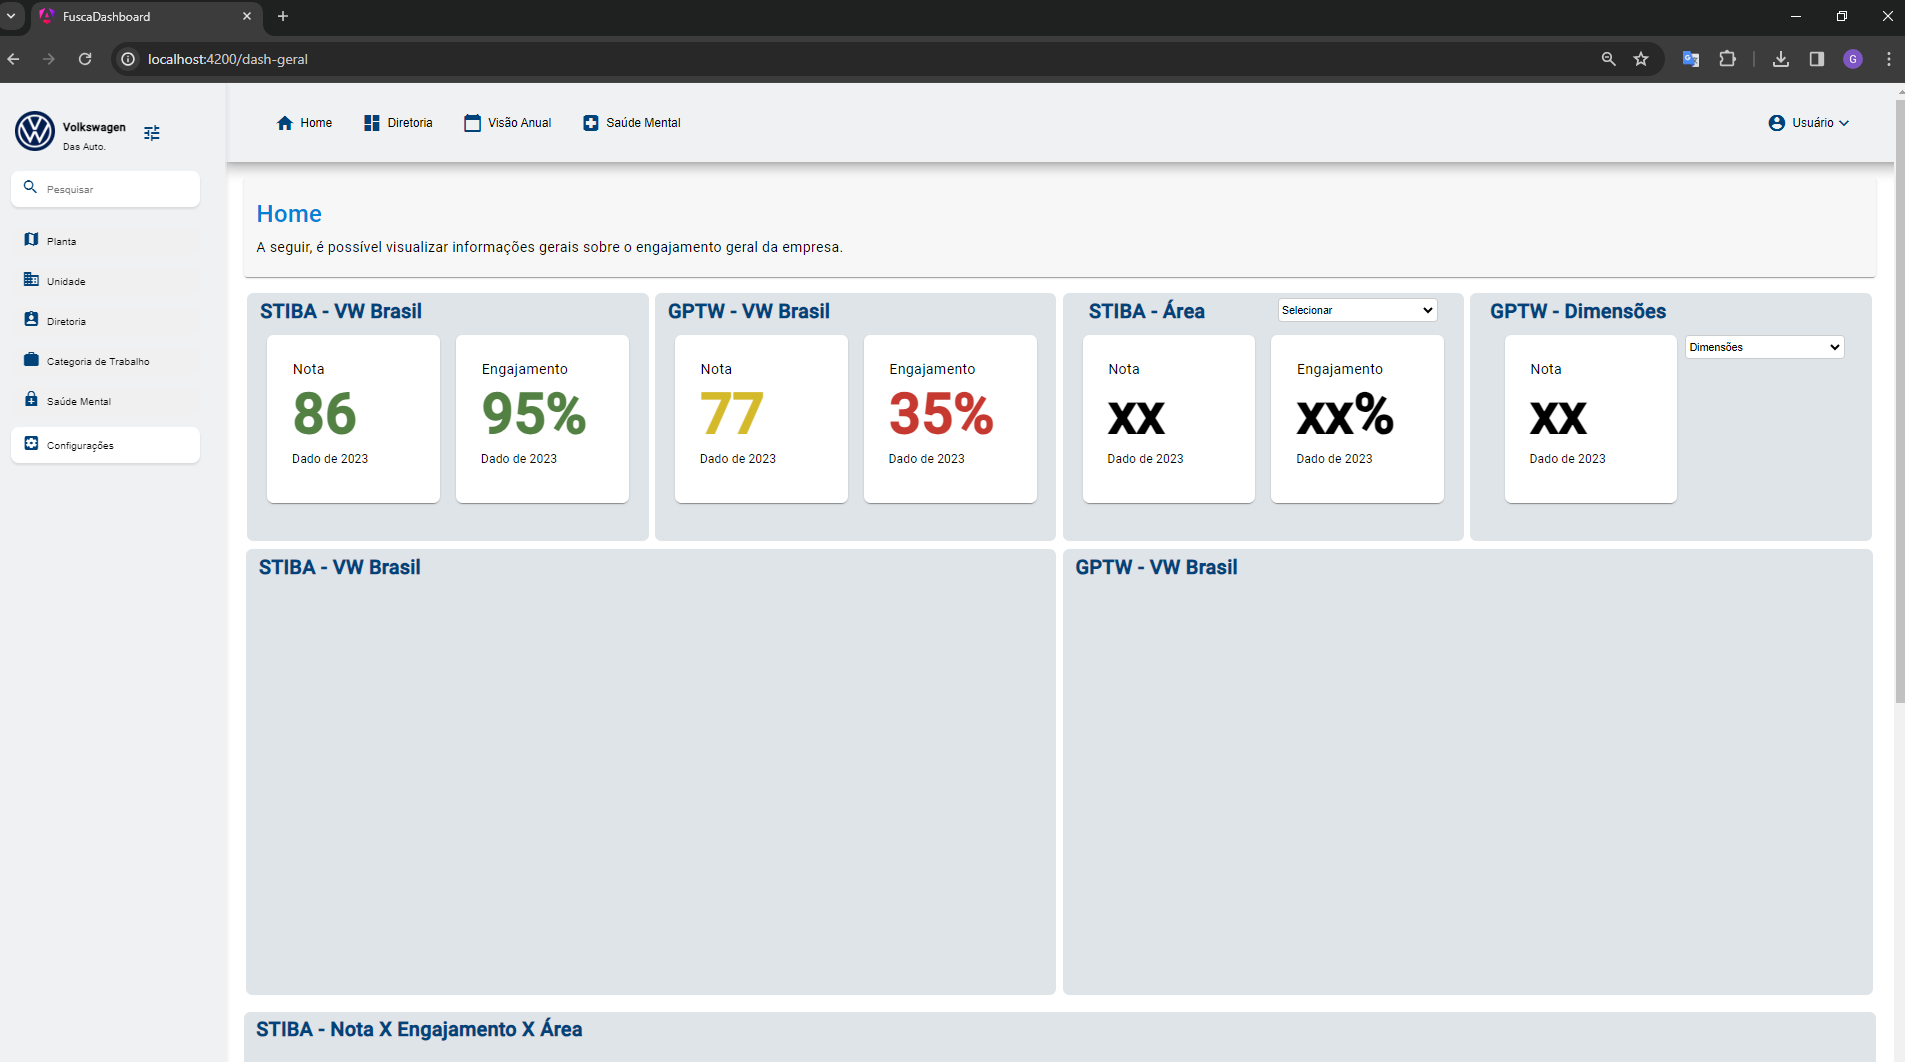 FuscaDashboard
localhost:4200/dash-geral
G
Volkswagen
Das Auto.
Pesquisar
Planta
Unidade
Diretoria
Categoria de Trabalho
Saúde Mental
Configurações
Home
Diretoria
Visão Anual
Saúde Mental
Usuário
Home
A seguir, é possível visualizar informações gerais sobre o engajamento geral da empresa.
STIBA - VW Brasil
Nota
86
Dado de 2023
Engajamento
95%
Dado de 2023
GPTW - VW Brasil
Nota
77
Dado de 2023
Engajamento
35%
Dado de 2023
STIBA - Área
Selecionar
Nota
xx
Dado de 2023
Engajamento
xx%
Dado de 2023
GPTW - Dimensões
Dimensões
Nota
xx
Dado de 2023
STIBA - VW Brasil
GPTW - VW Brasil
STIBA - Nota X Engajamento X Área